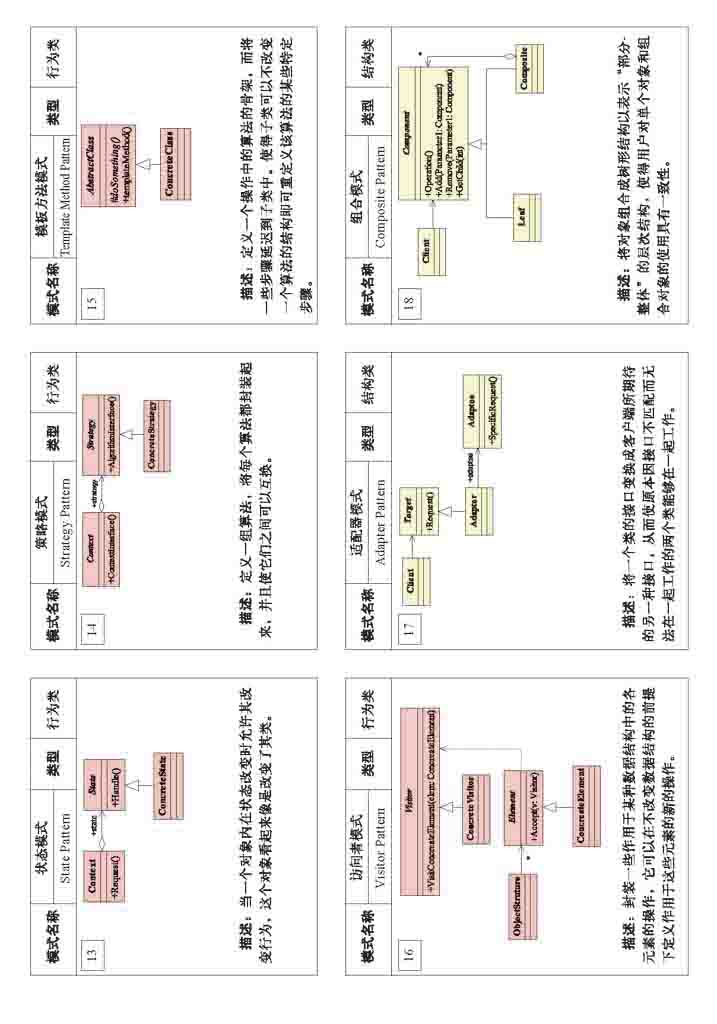 模式名称 状态模式 类型 行为类
State Pattern
13
Context
+Request()
+state
State
+Handle()
ConcreteState
描述：当一个对象内在状态改变时允许其改
变行为，这个对象看起来像是改变了其类。
模式名称 策略模式 类型 行为类
Strategy Pattern
14
Context
+ContextInterface()
+strategy
Strategy
+AlgorithmInterface()
ConcreteStrategy
描述：定义一组算法，将每个算法都封装起
来，并且使它们之间可以互换。
模式名称 模板方法模式 类型 行为类
Template Method Pattern
15
AbstractClass
#doSomething()
+templateMethod()
ConcreteClass
描述：定义一个操作中的算法的骨架，而将
一些步骤延迟到子类中。使得子类可以不改变
一个算法的结构即可重定义该算法的某些特定
步骤。
模式名称 访问者模式 类型 行为类
Visitor Pattern
16
Visitor
+VisitConcreteElement(elem: ConcreateElement)
ConcreteVisitor
ObjectStruture
*
Element
+Accept(v: Visitor)
ConcreateElement
描述：封装一些作用于某种数据结构中的各
元素的操作，它可以在不改变数据结构的前提
下定义作用于这些元素的新的操作。
模式名称 适配器模式 类型 结构类
Adapter Pattern
17
Client
Target
+Request()
Adapter
+adaptee
Adaptee
+SpecificRequest()
描述：将一个类的接口变换成客户端所期待
的另一种接口，从而使原本因接口不匹配而无
法在一起工作的两个类能够在一起工作。
模式名称 组合模式 类型 结构类
Composite Pattern
18
Client
Component
+Operation()
+Add(Parameter1: Component)
+Remove(Parameter1: Component)
+GetChild(int)
*
Leaf
Composite
描述：将对象组合成树形结构以表示“部分-
整体”的层次结构，使得用户对单个对象和组
合对象的使用具有一致性。